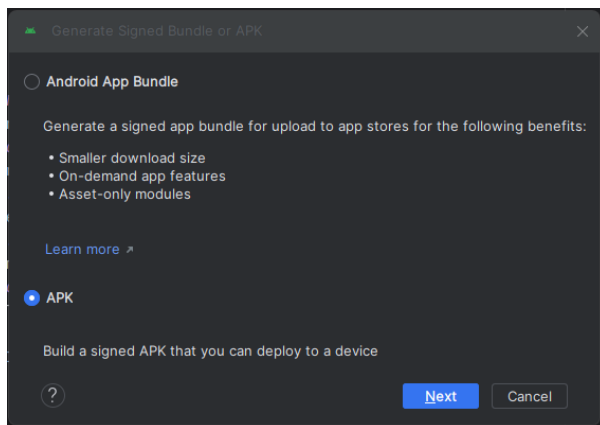 Generate Signed Bundle or APK
Android App Bundle
Generate a signed app bundle for upload to app stores for the following benefits:
• Smaller download size
• On-demand app features
• Asset-only modules
Learn more ↗
APK
Build a signed APK that you can deploy to a device
? Next Cancel